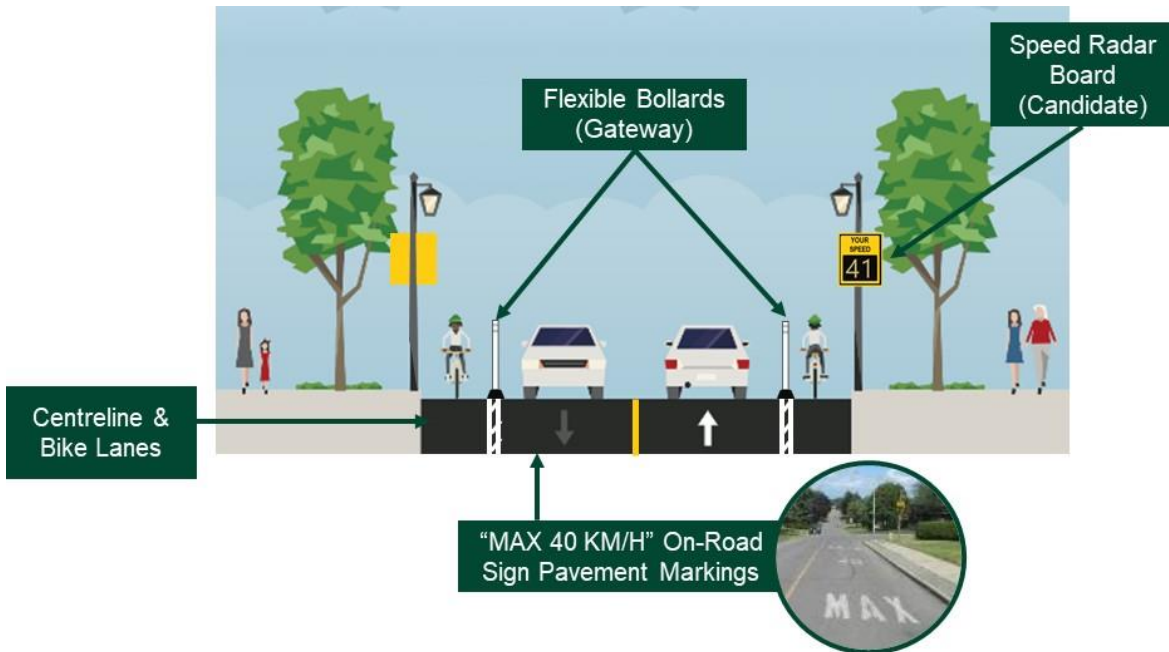 Speed Radar
Board
(Candidate)
Flexible Bollards
(Gateway)
YOUR
SPEED
41
Centreline &
Bike Lanes
“MAX 40 KM/H” On-Road
Sign Pavement Markings
MAX